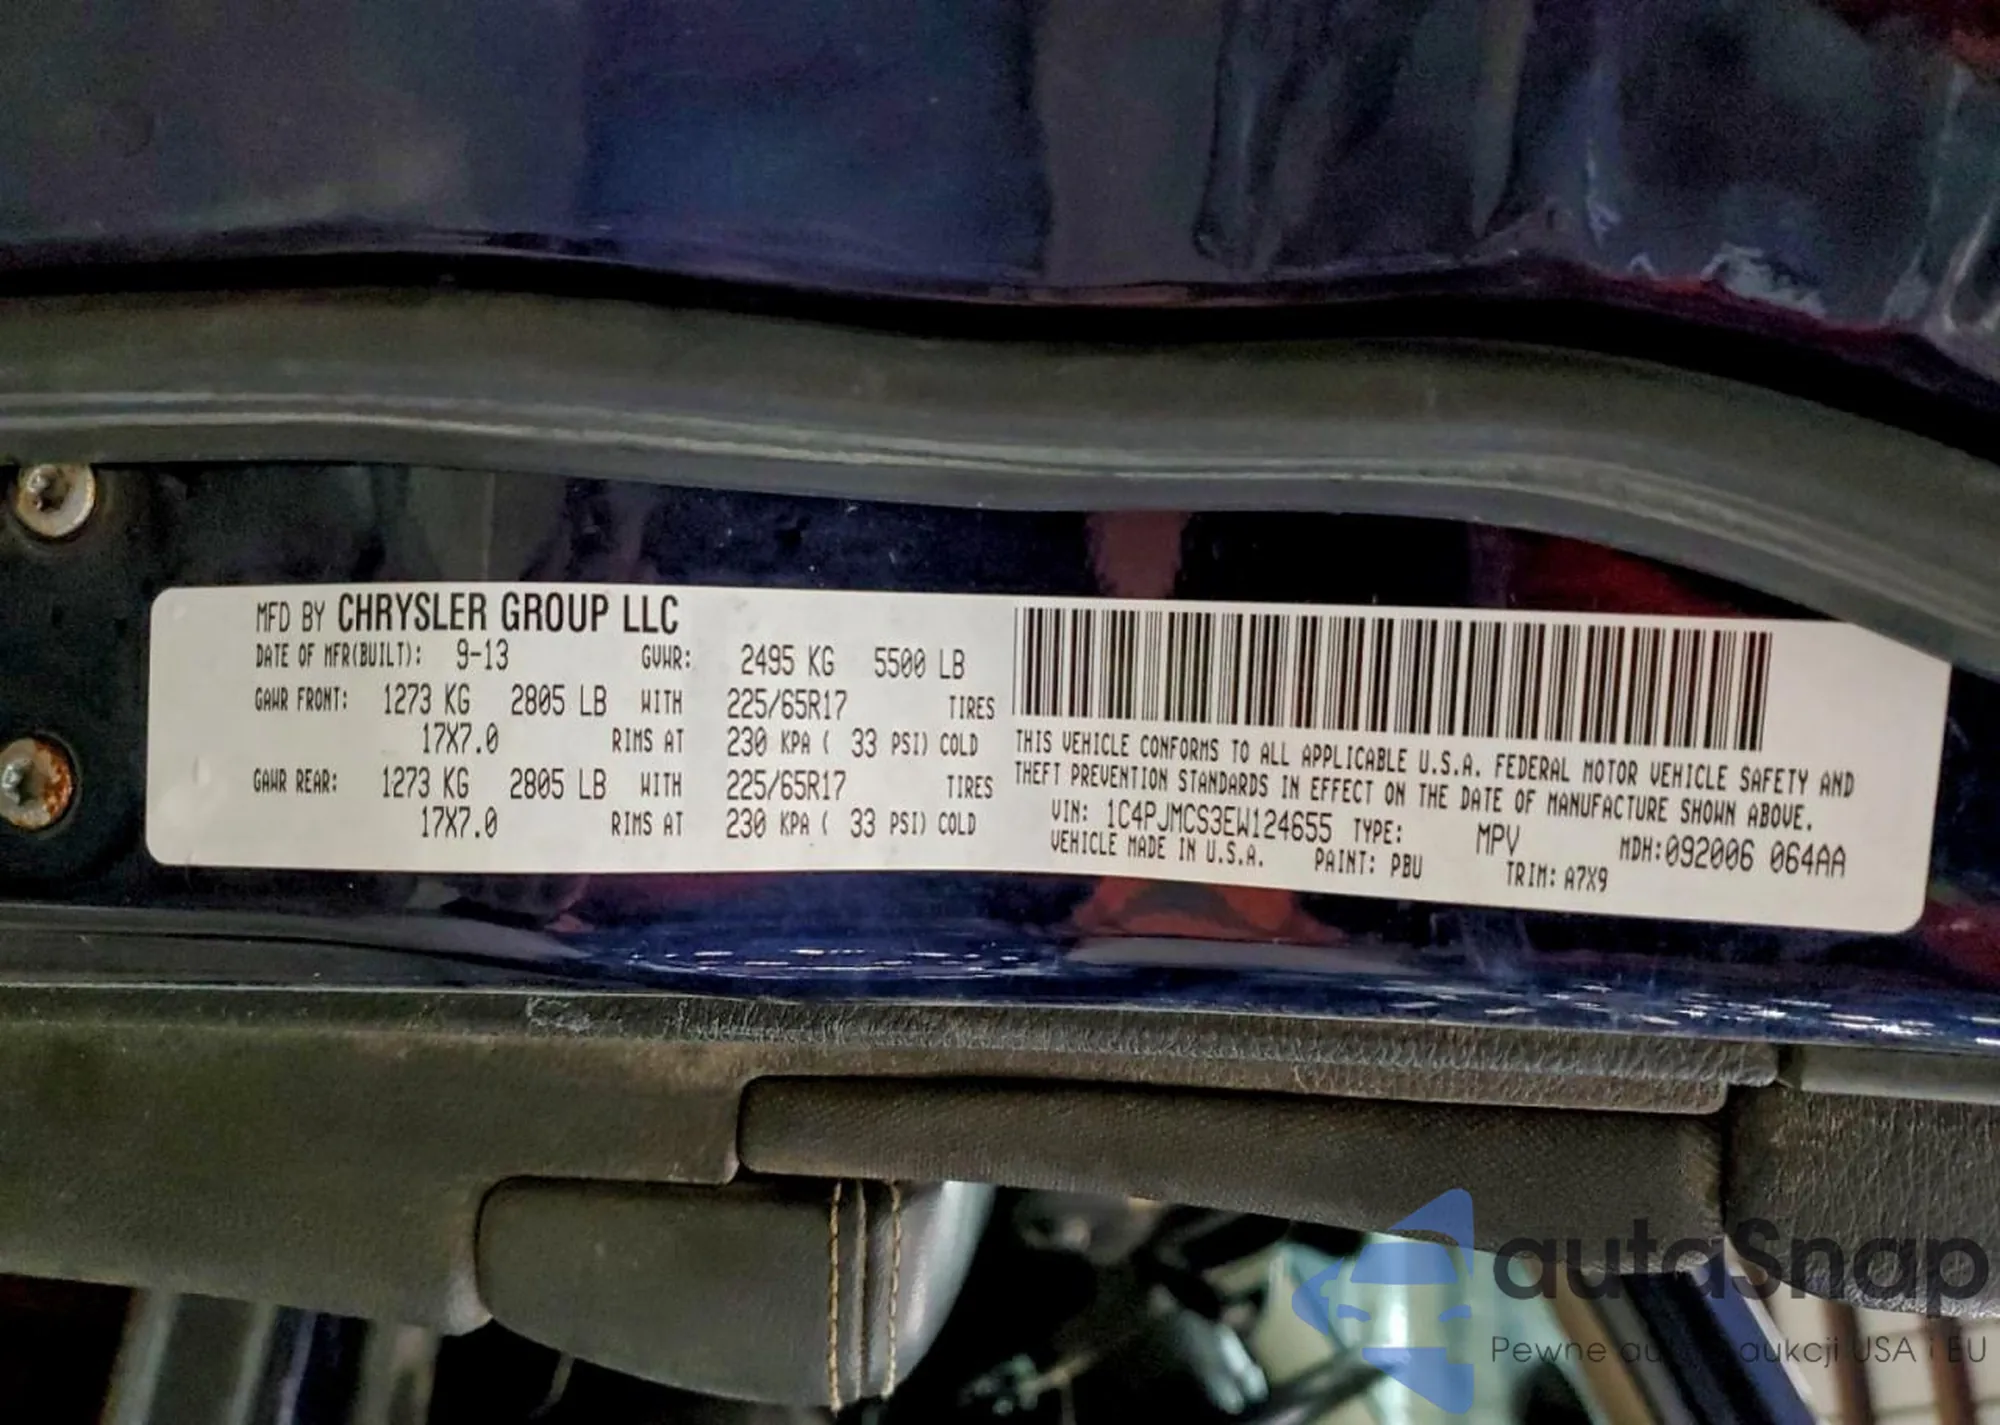 MFD BY CHRYSLER GROUP LLC
DATE OF MFR(BUILT): 9-13 GVWR: 2495 KG 5500 LB
GAWR FRONT: 1273 KG 2805 LB WITH 225/65R17 TIRES
17X7.0 RIMS AT 230 KPA ( 33 PSI) COLD
GAWR REAR: 1273 KG 2805 LB WITH 225/65R17 TIRES
17X7.0 RIMS AT 230 KPA ( 33 PSI) COLD
THIS VEHICLE CONFORMS TO ALL APPLICABLE U.S.A. FEDERAL MOTOR VEHICLE SAFETY AND
THEFT PREVENTION STANDARDS IN EFFECT ON THE DATE OF MANUFACTURE SHOWN ABOVE.
VIN: 1C4PJMCS3EW124655 TYPE: MPV MDH:092006 064AA
VEHICLE MADE IN U.S.A. PAINT: PBU TRIM: A7X9
autaSnap
Pewne auta z aukcji USA i EU